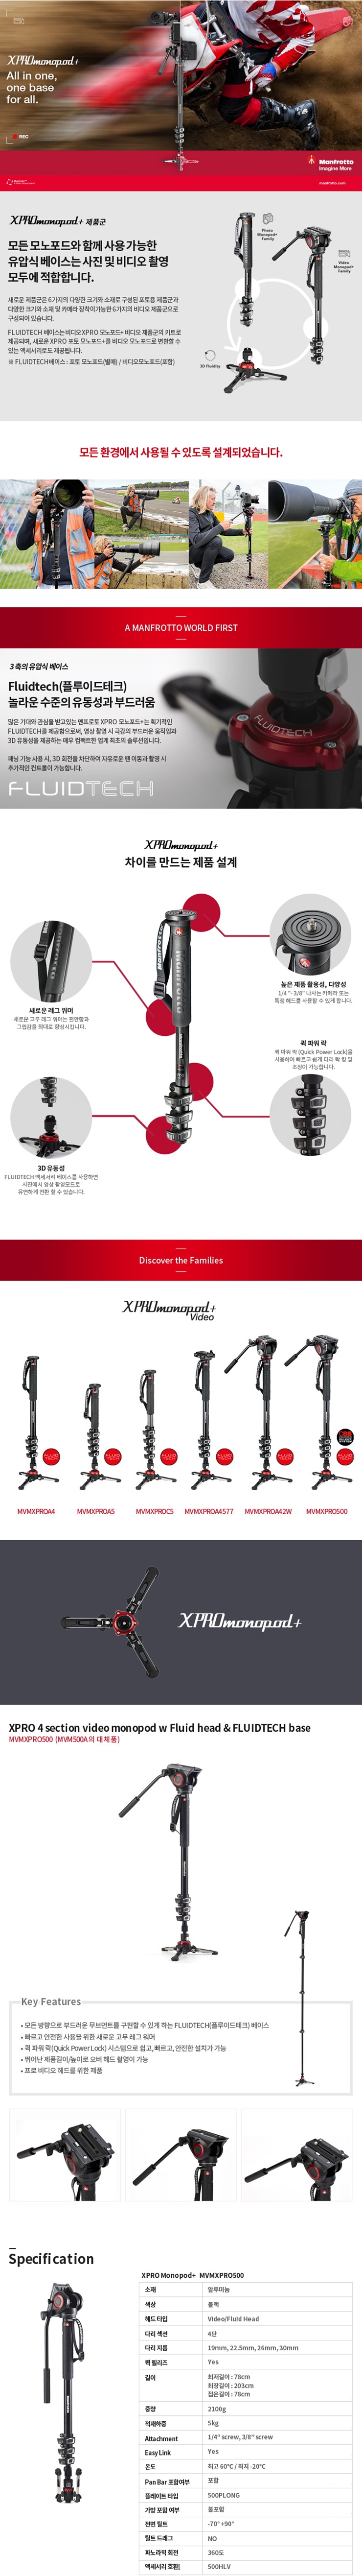 XPROmonopod+
All in one,
one base
for all.
REC
Manfrotto
Imagine More
manfrotto.com
XPROmonopod+ 제품군
모든 모노포드와 함께 사용 가능한
유압식 베이스는 사진 및 비디오 촬영
모두에 적합합니다.
새로운 제품군은 6가지의 다양한 크기와 소재로 구성된 포토용 제품군과
다양한 크기와 소재 및 카메라 장착이 가능한 6가지의 비디오 제품군으로
구성되어 있습니다.
FLUIDTECH 베이스는 비디오 XPRO 모노포드+ 비디오 제품군의 키트로
제공되며, 새로운 XPRO 포토 모노포드+를 비디오 모노포드로 변환할 수
있는 액세서리로도 제공됩니다.
※ FLUIDTECH베이스 : 포토 모노포드(별매) / 비디오모노포드(포함)
Photo
Monopod+
Family
Video
Monopod+
Family
3D Fluidity
모든 환경에서 사용될 수 있도록 설계되었습니다.
A MANFROTTO WORLD FIRST
3축의 유압식 베이스
Fluidtech(플루이드테크)
놀라운 수준의 유동성과 부드러움
많은 기대와 관심을 받고있는 맨프로토 XPRO 모노포드+는 획기적인
FLUIDTECH를 제공함으로써, 영상 촬영 시 극강의 부드러운 움직임과
3D 유동성을 제공하는 매우 컴팩트한 업계 최초의 솔루션입니다.
패닝 기능 사용 시, 3D 회전을 차단하여 자유로운 팬 이동과 촬영 시
추가적인 컨트롤이 가능합니다.
FLUIDTECH
FLUIDTECH
XPROmonopod+
차이를 만드는 제품 설계
새로운 레그 워머
새로운 고무 레그 워머는 편안함과
그립감을 최대로 향상시킵니다.
높은 제품 활용성, 다양성
1/4 "- 3/8" 나사는 카메라 또는
특정 헤드를 사용할 수 있게 합니다.
퀵 파워 락
퀵 파워 락 (Quick Power Lock)을
사용하여 빠르고 쉽게 다리 락 킹 및
조정이 가능합니다.
3D 유동성
FLUIDTECH 액세서리 베이스를 사용하면
사진에서 영상 촬영모드로
유연하게 전환 할 수 있습니다.
Discover the Families
XPROmonopod+
Video
MVMXPROA4
MVMXPROA5
MVMXPROC5
MVMXPROA4577
MVMXPROA42W
MVMXPRO500
XPROmonopod+
XPRO 4 section video monopod w Fluid head & FLUIDTECH base
MVMXPRO500 (MVM500A의 대체품)
Key Features
• 모든 방향으로 부드러운 무브먼트를 구현할 수 있게 하는 FLUIDTECH(플루이드테크) 베이스
• 빠르고 안전한 사용을 위한 새로운 고무 레그 워머
• 퀵 파워 락(Quick Power Lock) 시스템으로 쉽고, 빠르고, 안전한 설치가 가능
• 뛰어난 제품길이/높이로 오버 헤드 촬영이 가능
• 프로 비디오 헤드를 위한 제품
Specification
XPRO Monopod+ MVMXPRO500
소재 알루미늄
색상 블랙
헤드 타입 Video/Fluid Head
다리 섹션 4단
다리 지름 19mm, 22.5mm, 26mm, 30mm
퀵 릴리즈 Yes
길이 최저길이 : 78cm
최장길이 : 203cm
접은길이 : 78cm
중량 2100g
적재하중 5kg
Attachment 1/4" screw, 3/8" screw
Easy Link Yes
온도 최고 60℃ / 최저 -20℃
Pan Bar 포함여부 포함
플레이트 타입 500PLONG
가방 포함 여부 불포함
전면 틸트 -70° +90°
틸트 드래그 NO
파노라믹 회전 360도
액세서리 호환[ 500HLV